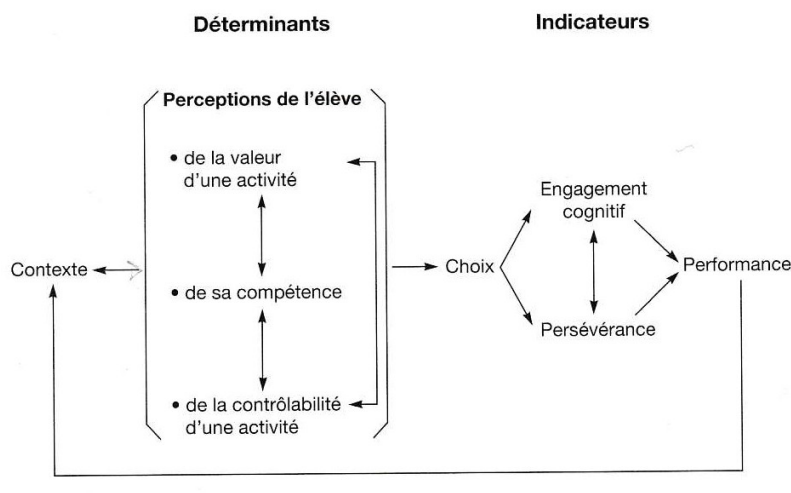 Déterminants
Indicateurs
Perceptions de l'élève
• de la valeur
d'une activité
Engagement
cognitif
Contexte
Choix
Performance
• de sa compétence
Persévérance
• de la contrôlabilité
d'une activité